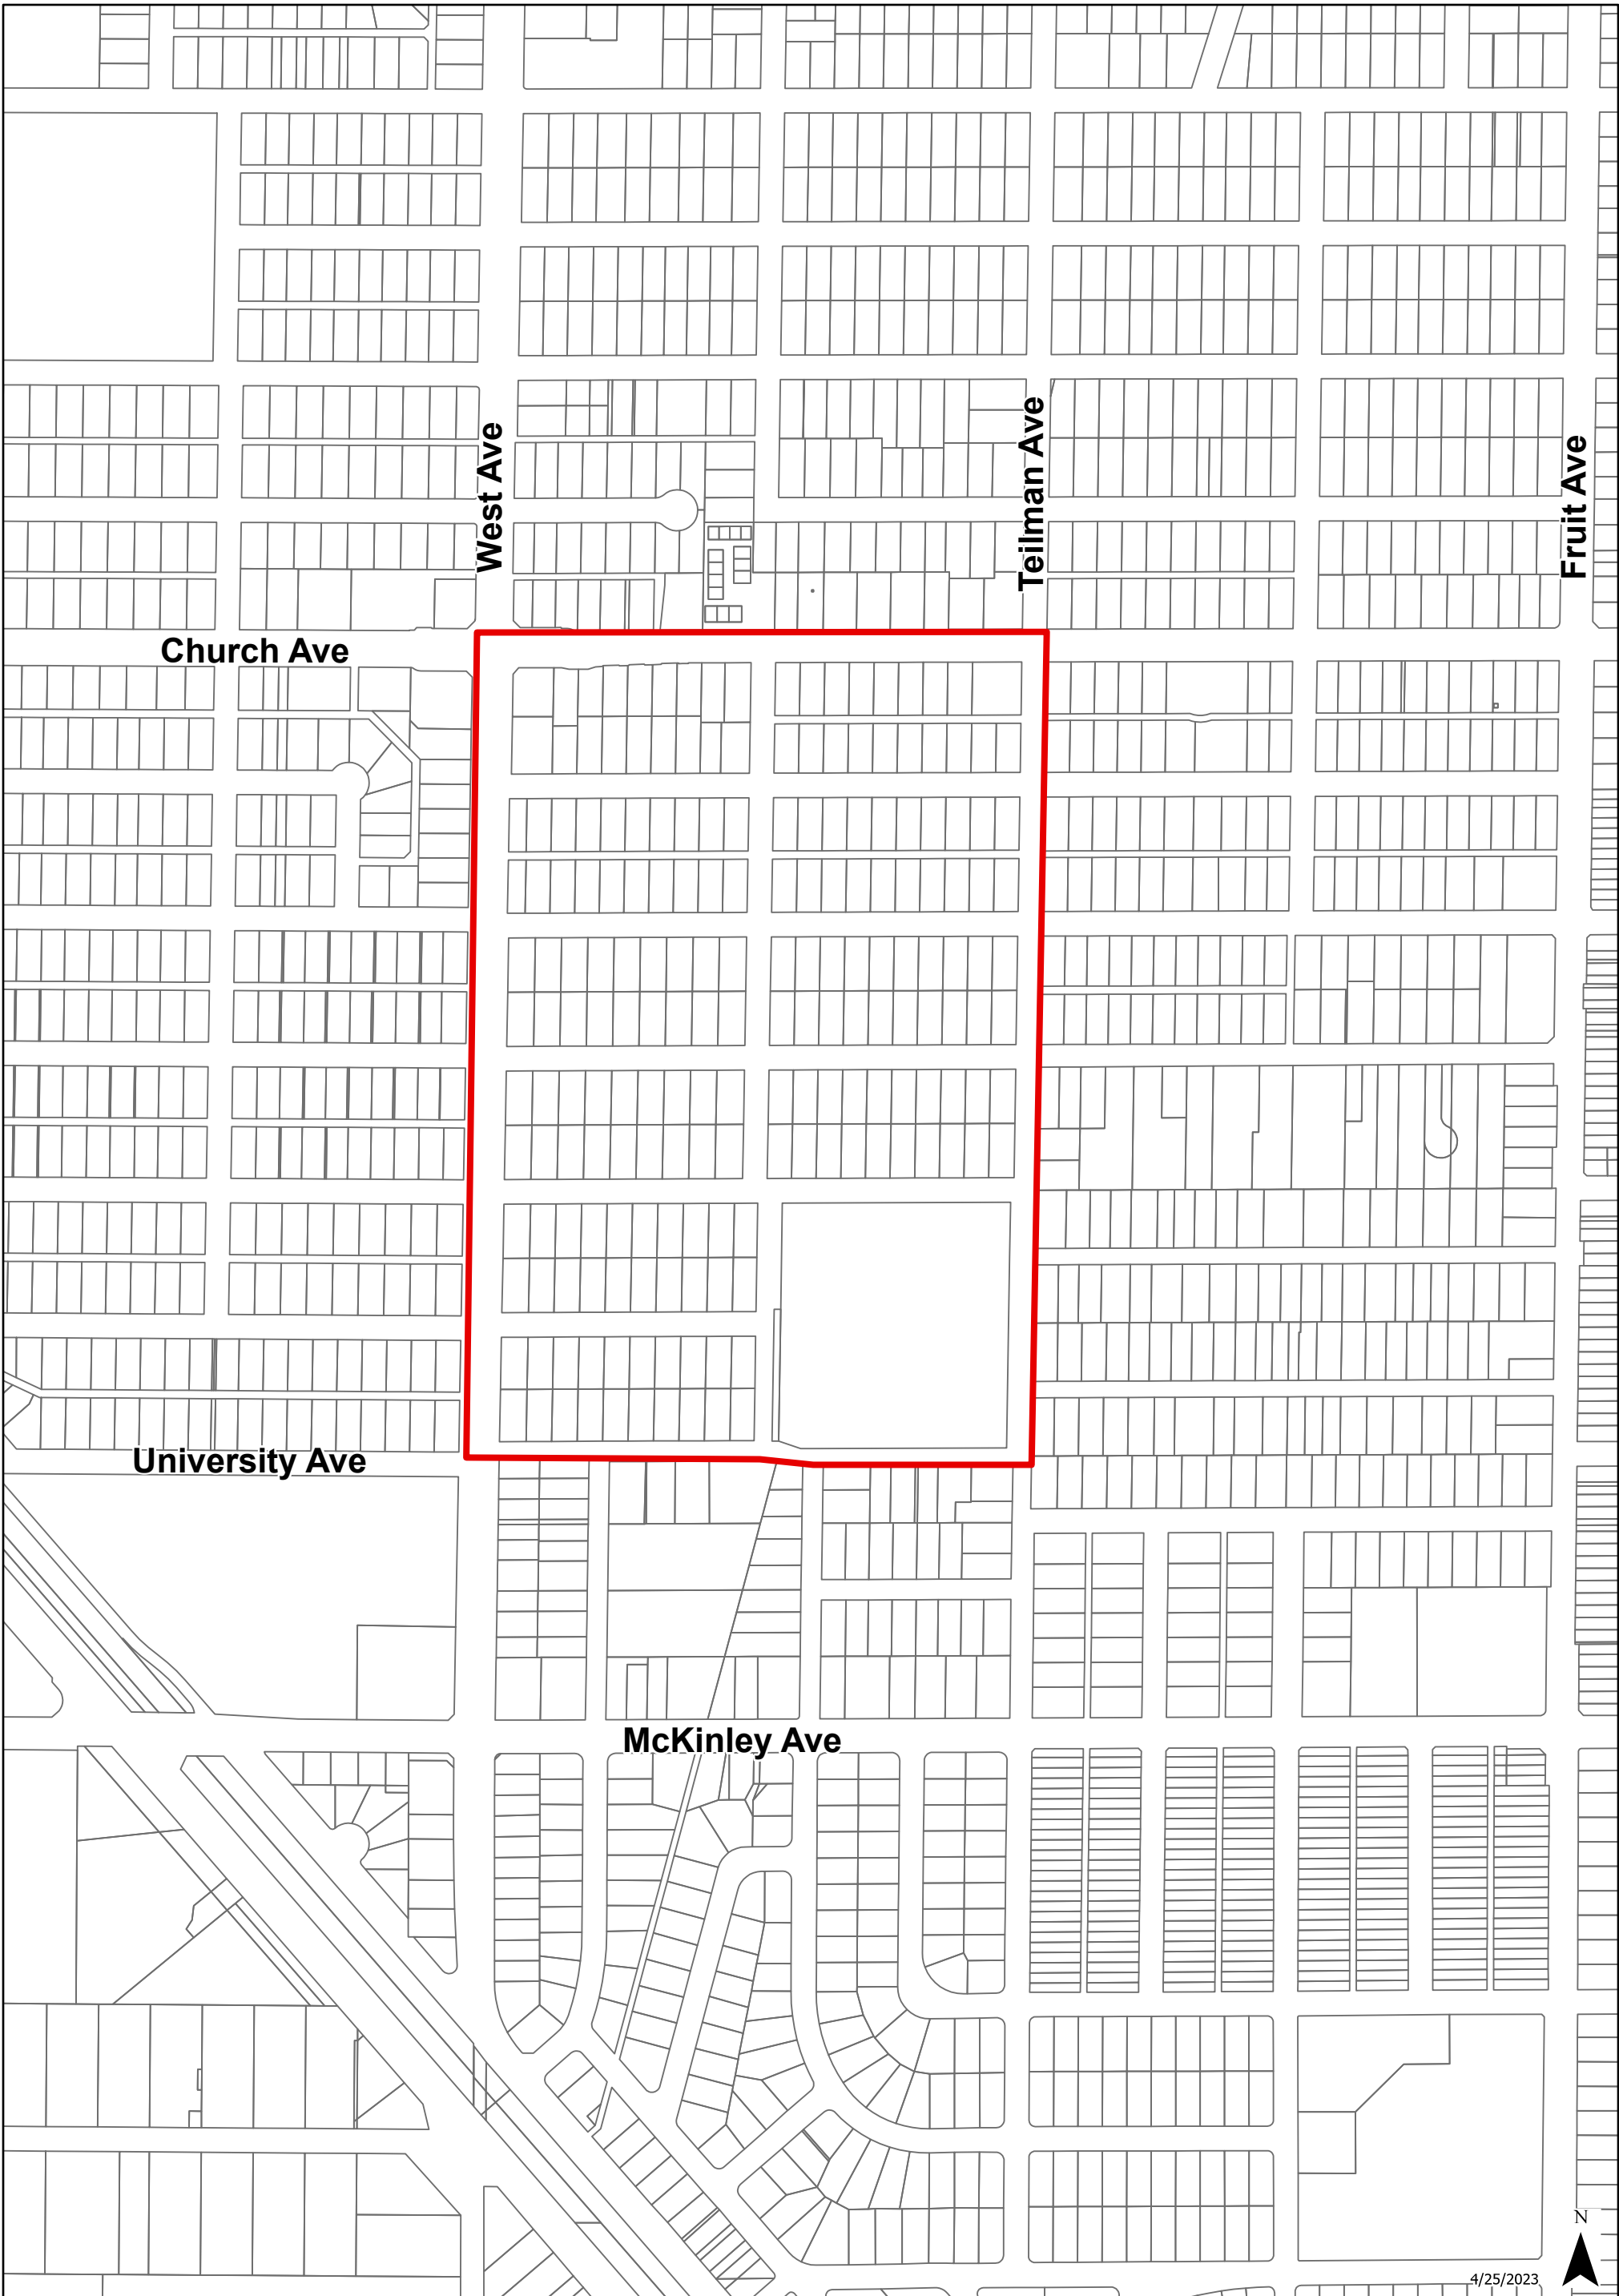 West Ave
Teilman Ave
Fruit Ave
Church Ave
University Ave
McKinley Ave
N
4/25/2023